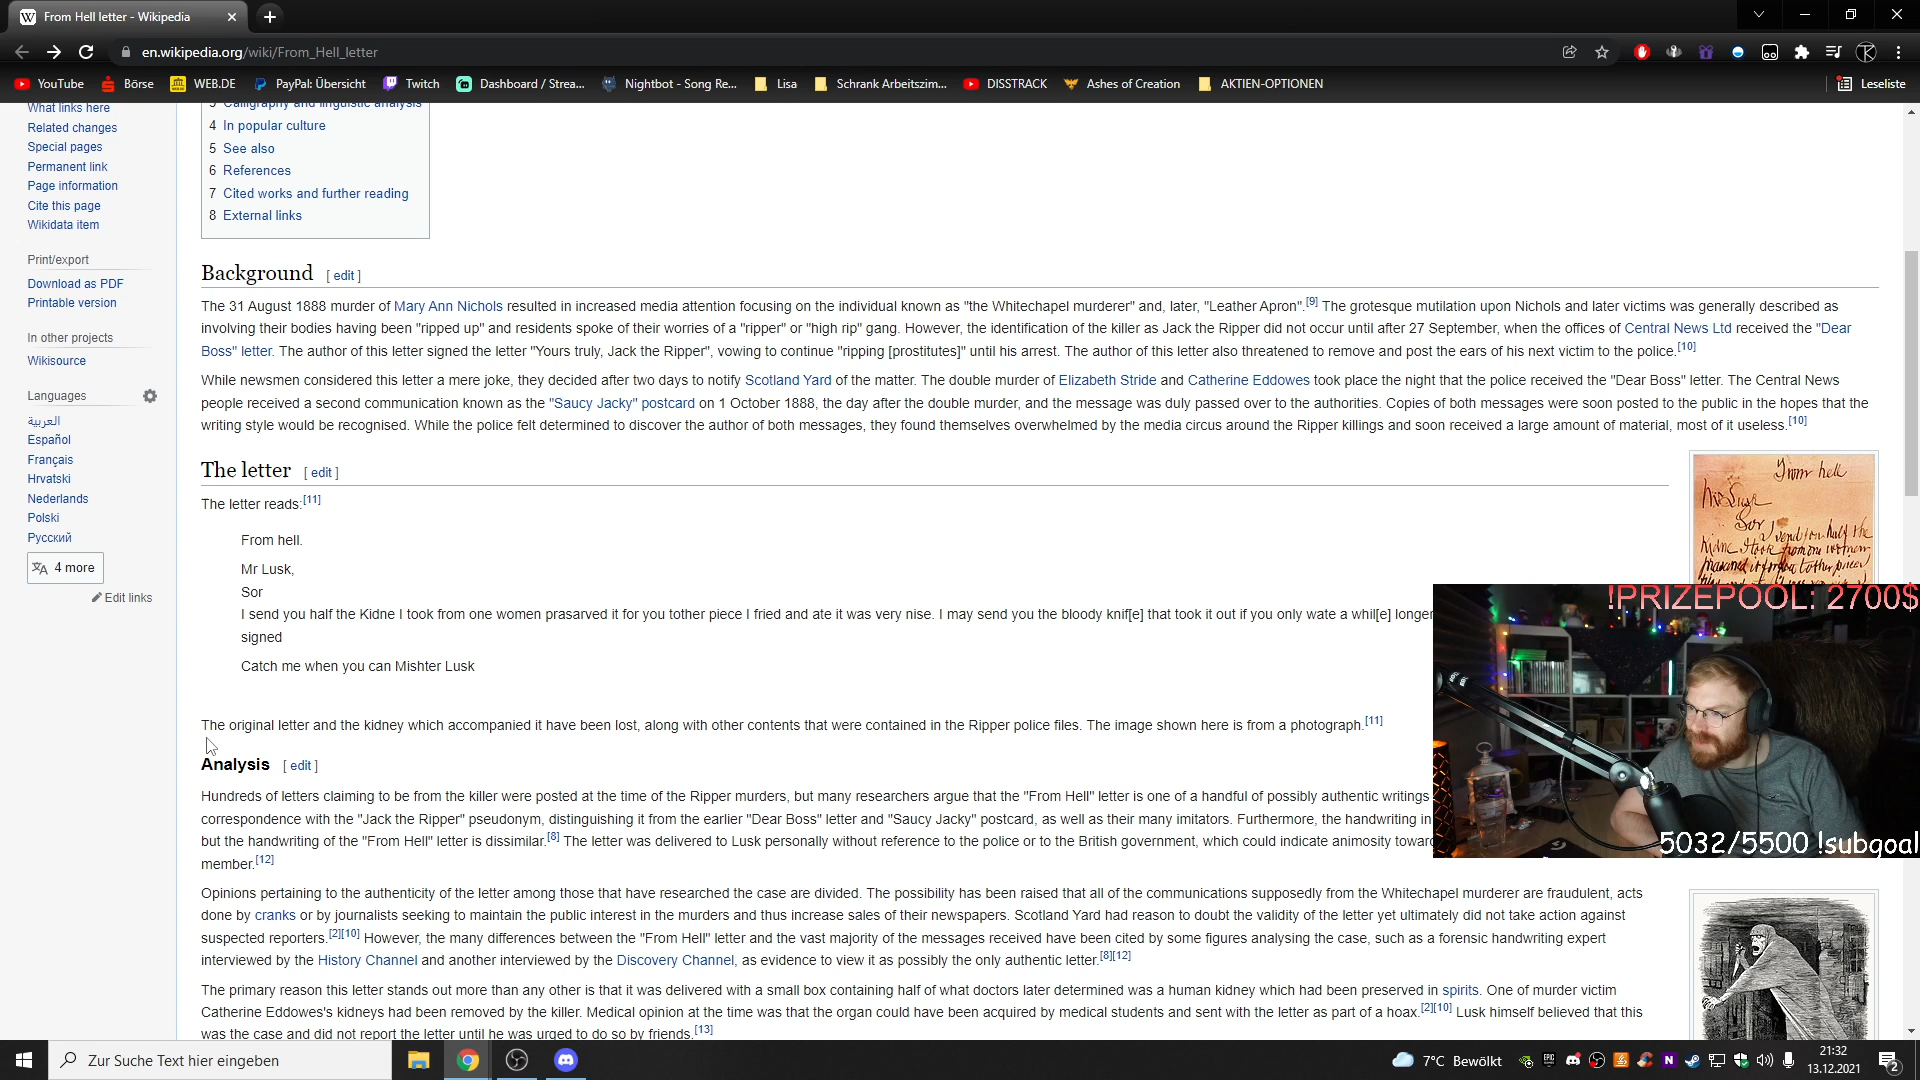 From Hell letter - Wikipedia
en.wikipedia.org/wiki/From_Hell_letter
YouTube Börse WEB.DE PayPal: Übersicht Twitch Dashboard / Strea... Nightbot - Song Re... Lisa Schrank Arbeitszim... DISSTRACK Ashes of Creation AKTIEN-OPTIONEN Leseliste
What links here
Related changes
Special pages
Permanent link
Page information
Cite this page
Wikidata item
Print/export
Download as PDF
Printable version
In other projects
Wikisource
Languages
العربية
Español
Français
Hrvatski
Nederlands
Polski
Русский
4 more
Edit links
3 Calligraphy and linguistic analysis
4 In popular culture
5 See also
6 References
7 Cited works and further reading
8 External links
Background [ edit ]
The 31 August 1888 murder of Mary Ann Nichols resulted in increased media attention focusing on the individual known as "the Whitechapel murderer" and, later, "Leather Apron".[9] The grotesque mutilation upon Nichols and later victims was generally described as
involving their bodies having been "ripped up" and residents spoke of their worries of a "ripper" or "high rip" gang. However, the identification of the killer as Jack the Ripper did not occur until after 27 September, when the offices of Central News Ltd received the "Dear
Boss" letter. The author of this letter signed the letter "Yours truly, Jack the Ripper", vowing to continue "ripping [prostitutes]" until his arrest. The author of this letter also threatened to remove and post the ears of his next victim to the police.[10]
While newsmen considered this letter a mere joke, they decided after two days to notify Scotland Yard of the matter. The double murder of Elizabeth Stride and Catherine Eddowes took place the night that the police received the "Dear Boss" letter. The Central News
people received a second communication known as the "Saucy Jacky" postcard on 1 October 1888, the day after the double murder, and the message was duly passed over to the authorities. Copies of both messages were soon posted to the public in the hopes that the
writing style would be recognised. While the police felt determined to discover the author of both messages, they found themselves overwhelmed by the media circus around the Ripper killings and soon received a large amount of material, most of it useless.[10]
The letter [ edit ]
The letter reads:[11]
From hell.
Mr Lusk,
Sor
I send you half the Kidne I took from one women prasarved it for you tother piece I fried and ate it was very nise. I may send you the bloody knif[e] that took it out if you only wate a whil[e] longer
signed
Catch me when you can Mishter Lusk
The original letter and the kidney which accompanied it have been lost, along with other contents that were contained in the Ripper police files. The image shown here is from a photograph.[11]
From hell
Mr Lusk
Sor
I send you half the
Kidne I took from one women
prasarved it for you tother piece
!PRIZEPOOL: 2700$
5032/5500 !subgoal
Analysis [ edit ]
Hundreds of letters claiming to be from the killer were posted at the time of the Ripper murders, but many researchers argue that the "From Hell" letter is one of a handful of possibly authentic writings
correspondence with the "Jack the Ripper" pseudonym, distinguishing it from the earlier "Dear Boss" letter and "Saucy Jacky" postcard, as well as their many imitators. Furthermore, the handwriting in
but the handwriting of the "From Hell" letter is dissimilar.[8] The letter was delivered to Lusk personally without reference to the police or to the British government, which could indicate animosity towar
member.[12]
Opinions pertaining to the authenticity of the letter among those that have researched the case are divided. The possibility has been raised that all of the communications supposedly from the Whitechapel murderer are fraudulent, acts
done by cranks or by journalists seeking to maintain the public interest in the murders and thus increase sales of their newspapers. Scotland Yard had reason to doubt the validity of the letter yet ultimately did not take action against
suspected reporters.[2][10] However, the many differences between the "From Hell" letter and the vast majority of the messages received have been cited by some figures analysing the case, such as a forensic handwriting expert
interviewed by the History Channel and another interviewed by the Discovery Channel, as evidence to view it as possibly the only authentic letter.[8][12]
The primary reason this letter stands out more than any other is that it was delivered with a small box containing half of what doctors later determined was a human kidney which had been preserved in spirits. One of murder victim
Catherine Eddowes's kidneys had been removed by the killer. Medical opinion at the time was that the organ could have been acquired by medical students and sent with the letter as part of a hoax.[2][10] Lusk himself believed that this
was the case and did not report the letter until he was urged to do so by friends.[13]
Zur Suche Text hier eingeben
7°C Bewölkt
21:32
13.12.2021
2